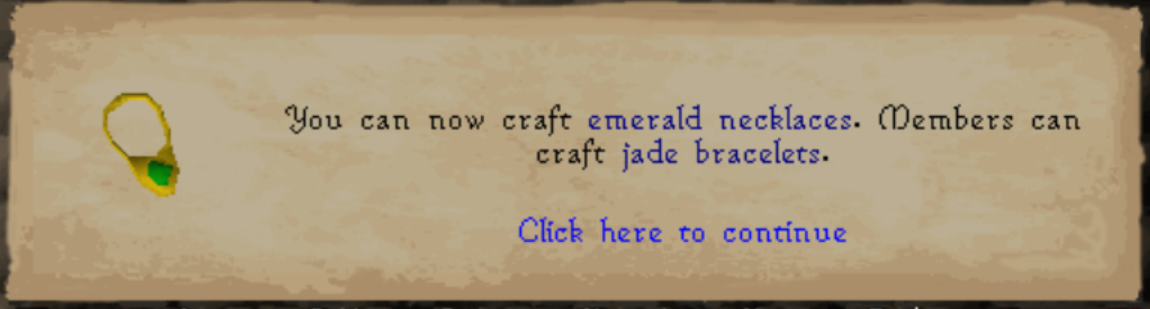 You can now craft emerald necklaces. Members can
craft jade bracelets.
Click here to continue